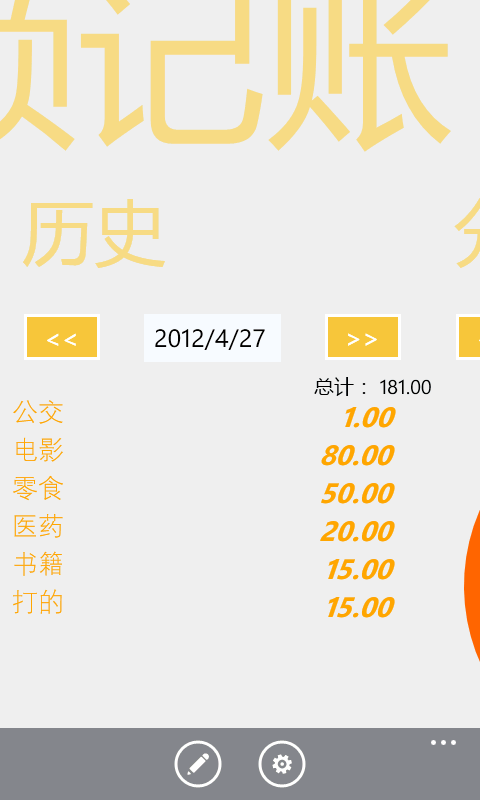 记账
历史
<< 2012/4/27 >>
总计： 181.00
公交 1.00
电影 80.00
零食 50.00
医药 20.00
书籍 15.00
打的 15.00